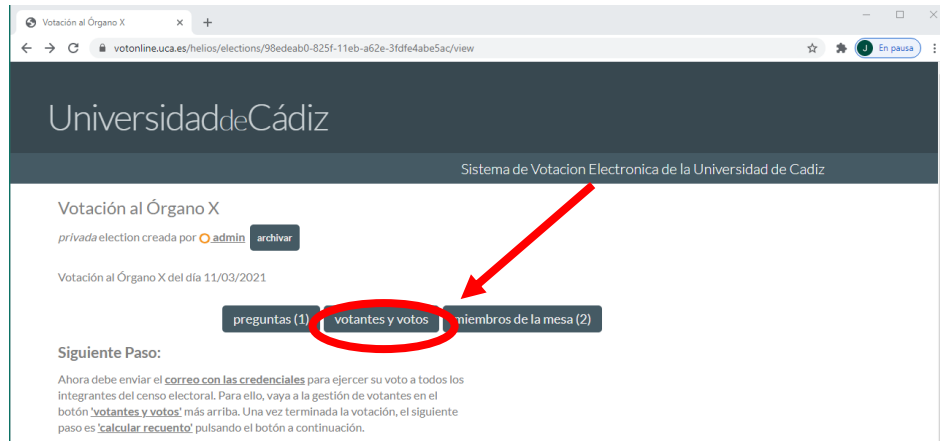 Votación al Órgano X
votonline.uca.es/helios/elections/98edeab0-825f-11eb-a62e-3fdfe4abe5ac/view
J En pausa
UniversidaddeCádiz
Sistema de Votacion Electronica de la Universidad de Cadiz
Votación al Órgano X
privada election creada por admin archivar
Votación al Órgano X del día 11/03/2021
preguntas (1) votantes y votos miembros de la mesa (2)
Siguiente Paso:
Ahora debe enviar el correo con las credenciales para ejercer su voto a todos los
integrantes del censo electoral. Para ello, vaya a la gestión de votantes en el
botón 'votantes y votos' más arriba. Una vez terminada la votación, el siguiente
paso es 'calcular recuento' pulsando el botón a continuación.